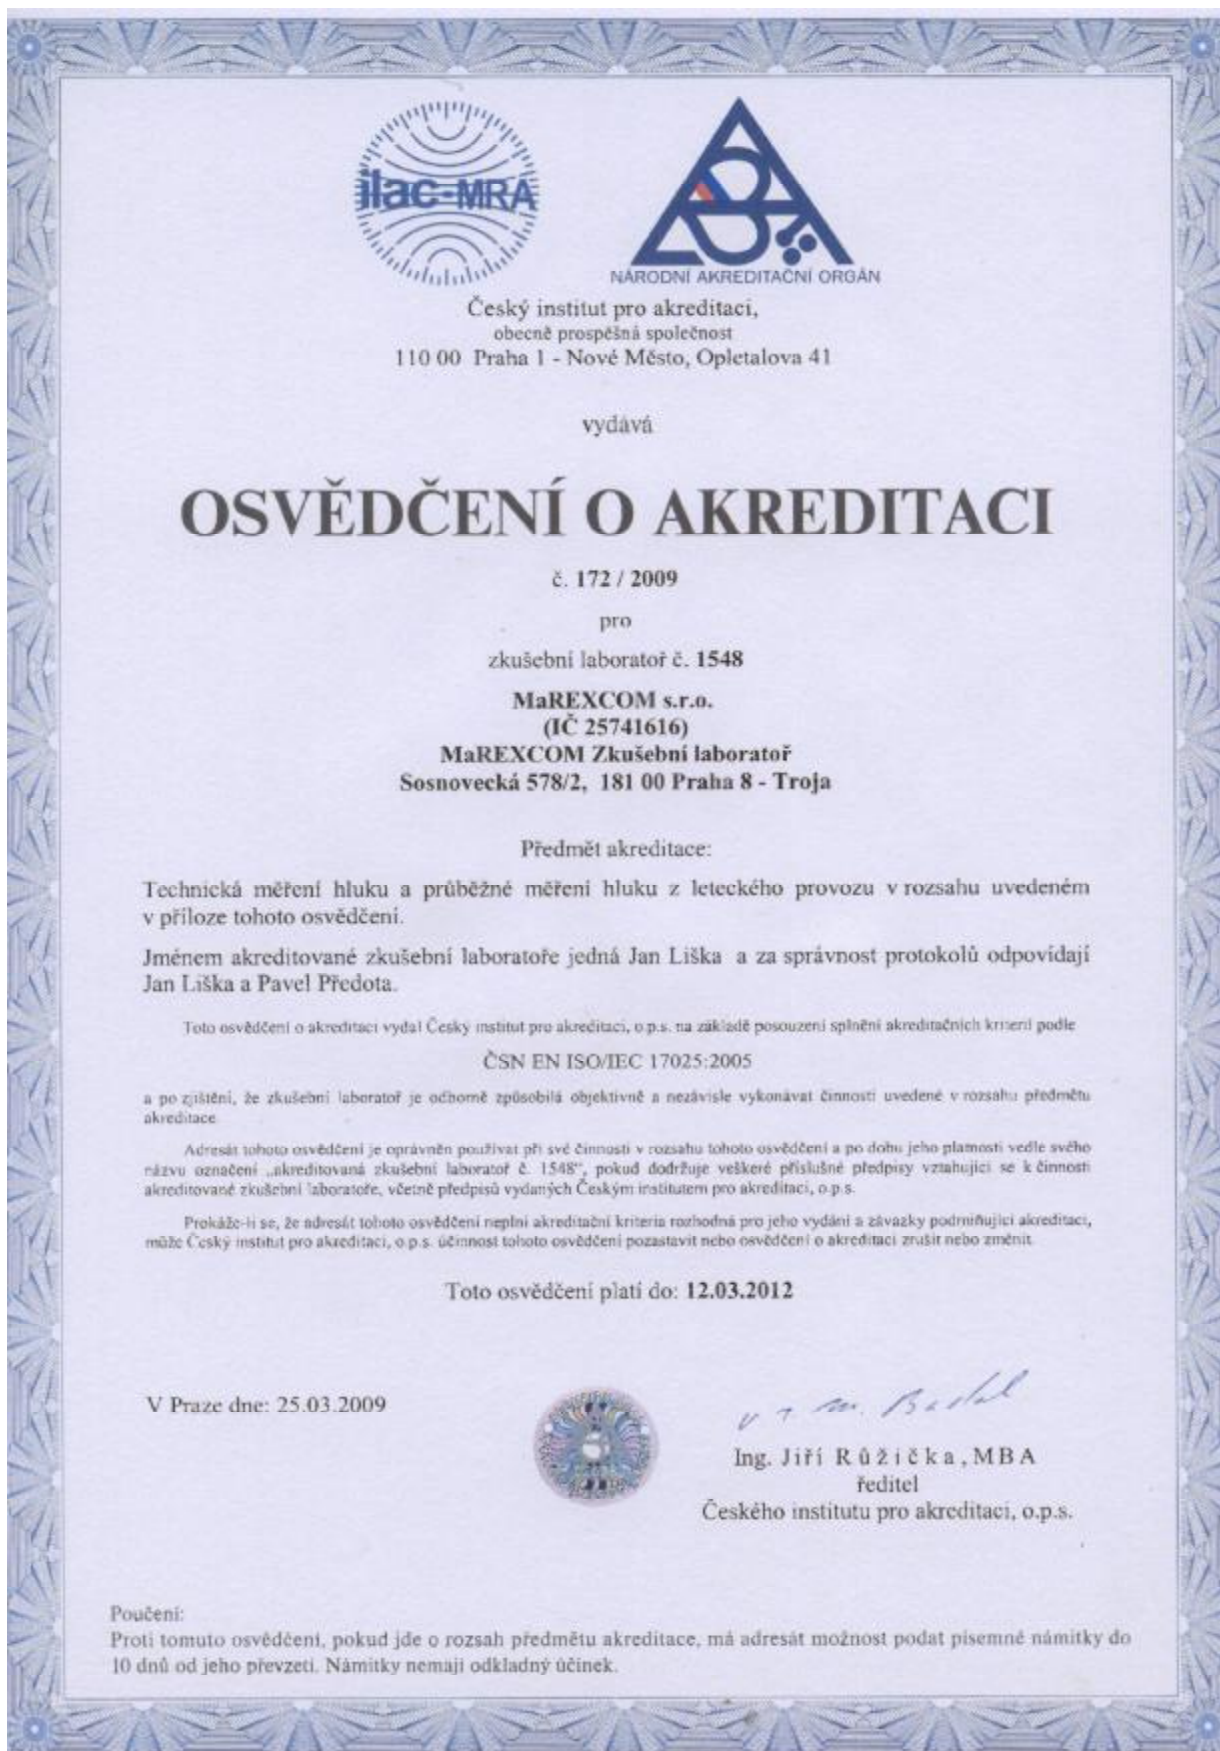 ilac-MRA
NÁRODNÍ AKREDITAČNÍ ORGÁN
Český institut pro akreditaci,
obecně prospěšná společnost
110 00 Praha 1 - Nové Město, Opletalova 41
vydává
OSVĚDČENÍ O AKREDITACI
č. 172 / 2009
pro
zkušební laboratoř č. 1548
MaREXCOM s.r.o.
(IČ 25741616)
MaREXCOM Zkušební laboratoř
Sosnovecká 578/2, 181 00 Praha 8 - Troja
Předmět akreditace:
Technická měření hluku a průběžné měření hluku z leteckého provozu v rozsahu uvedeném
v příloze tohoto osvědčení.
Jménem akreditované zkušební laboratoře jedná Jan Liška a za správnost protokolů odpovídají
Jan Liška a Pavel Předota.
Toto osvědčení o akreditaci vydal Český institut pro akreditaci, o.p.s. na základě posouzení splnění akreditačních kriterií podle
ČSN EN ISO/IEC 17025:2005
a po zjištění, že zkušební laboratoř je odborně způsobilá objektivně a nezávisle vykonávat činnosti uvedené v rozsahu předmětu
akreditace.
Adresát tohoto osvědčení je oprávněn používat při své činnosti v rozsahu tohoto osvědčení a po dobu jeho platnosti vedle svého
názvu označení „akreditovaná zkušební laboratoř č. 1548“, pokud dodržuje veškeré příslušné předpisy vztahující se k činnosti
akreditované zkušební laboratoře, včetně předpisů vydaných Českým institutem pro akreditaci, o.p.s.
Prokáže-li se, že adresát tohoto osvědčení neplní akreditační kriteria rozhodná pro jeho vydání a závazky podmiňující akreditaci,
může Český institut pro akreditaci, o.p.s. účinnost tohoto osvědčení pozastavit nebo osvědčení o akreditaci zrušit nebo změnit.
Toto osvědčení platí do: 12.03.2012
V Praze dne: 25.03.2009
Ing. Jiří Růžička, MBA
ředitel
Českého institutu pro akreditaci, o.p.s.
Poučení:
Proti tomuto osvědčení, pokud jde o rozsah předmětu akreditace, má adresát možnost podat písemné námitky do
10 dnů od jeho převzetí. Námitky nemají odkladný účinek.